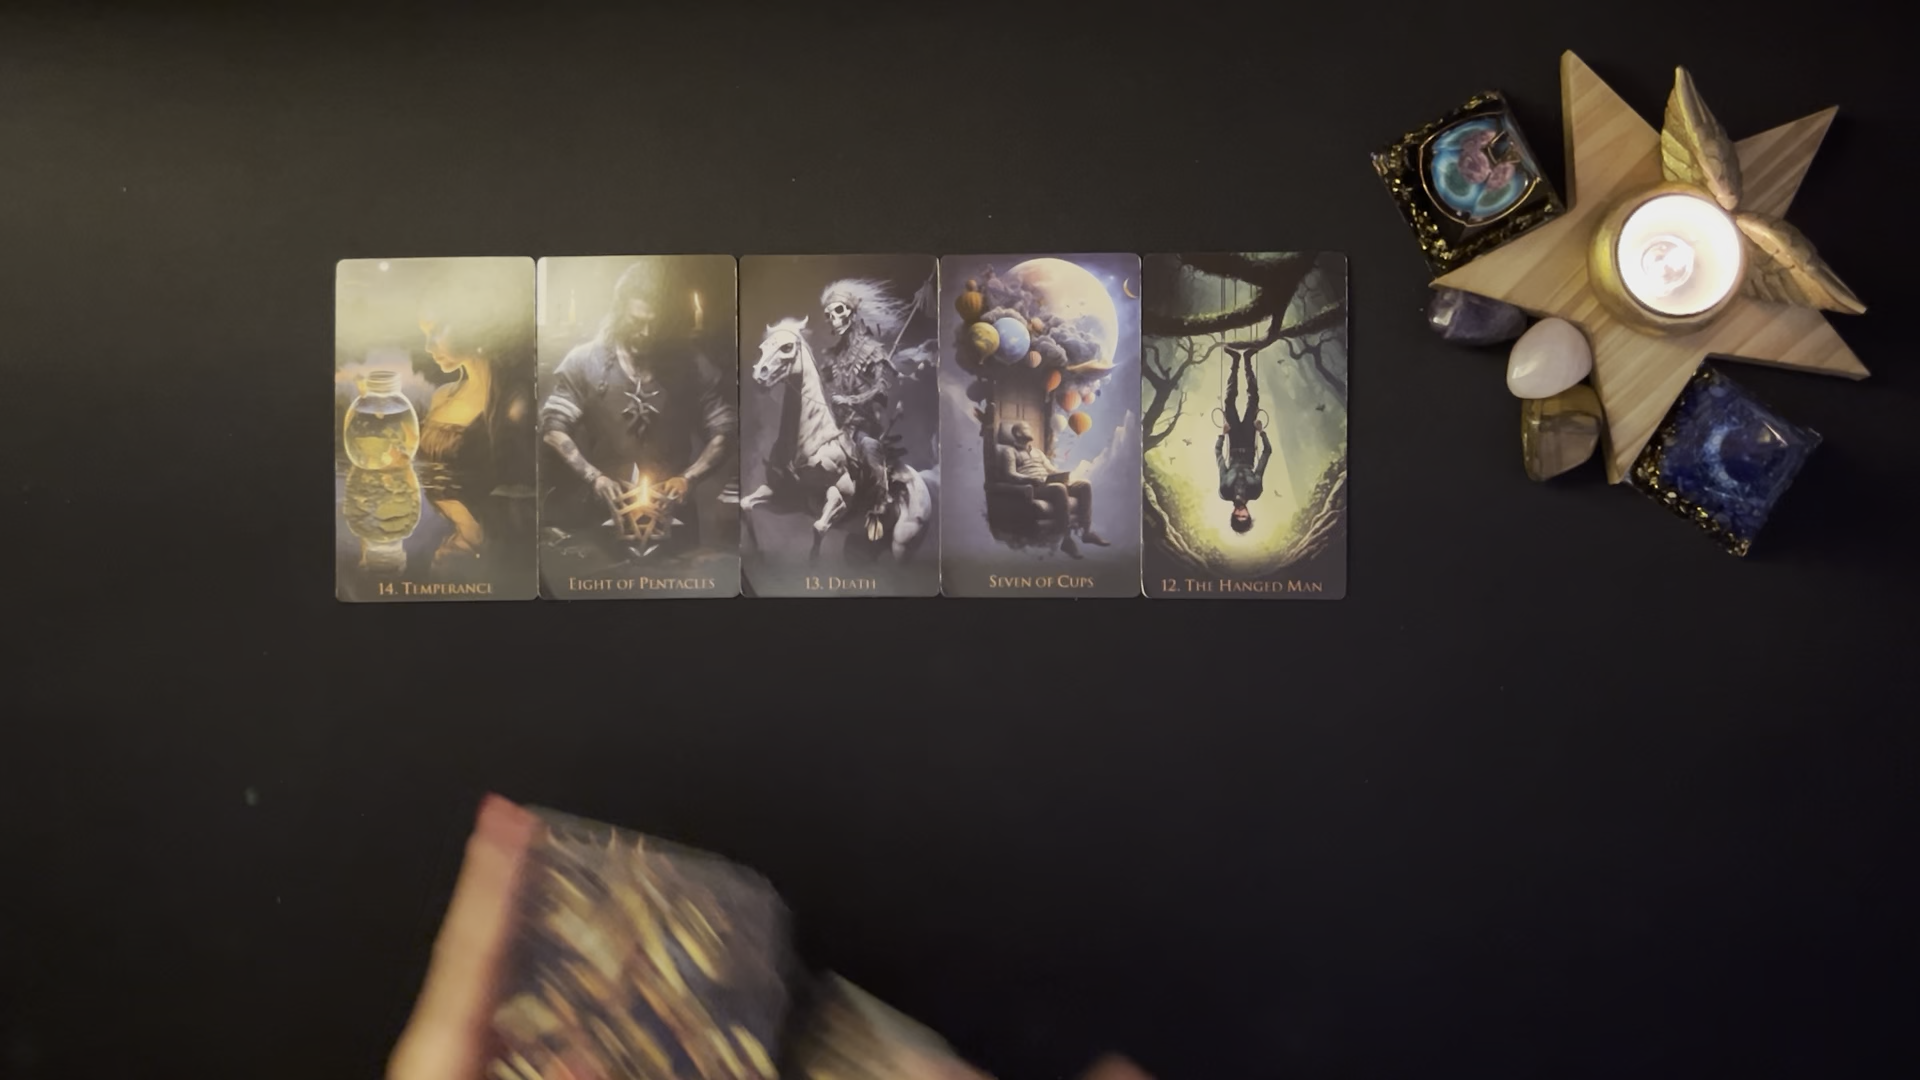 14. Temperance
Eight of Pentacles
13. Death
Seven of Cups
12. The Hanged Man